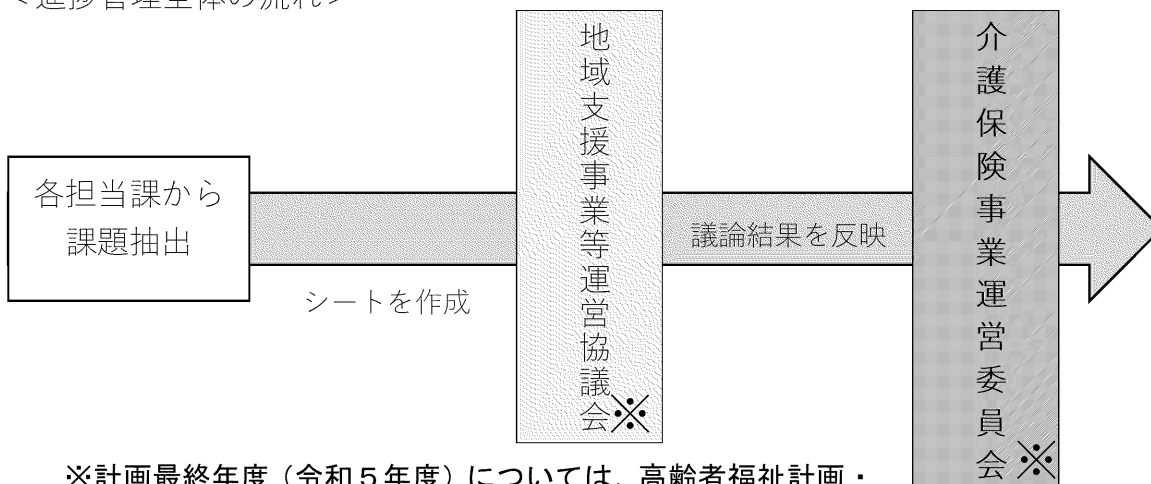 ＜進捗管理全体の流れ＞
各担当課から
課題抽出
シートを作成
地域支援事業等運営協議会※
議論結果を反映
介護保険事業運営委員会※
※計画最終年度（令和５年度）については、高齢者福祉計画・